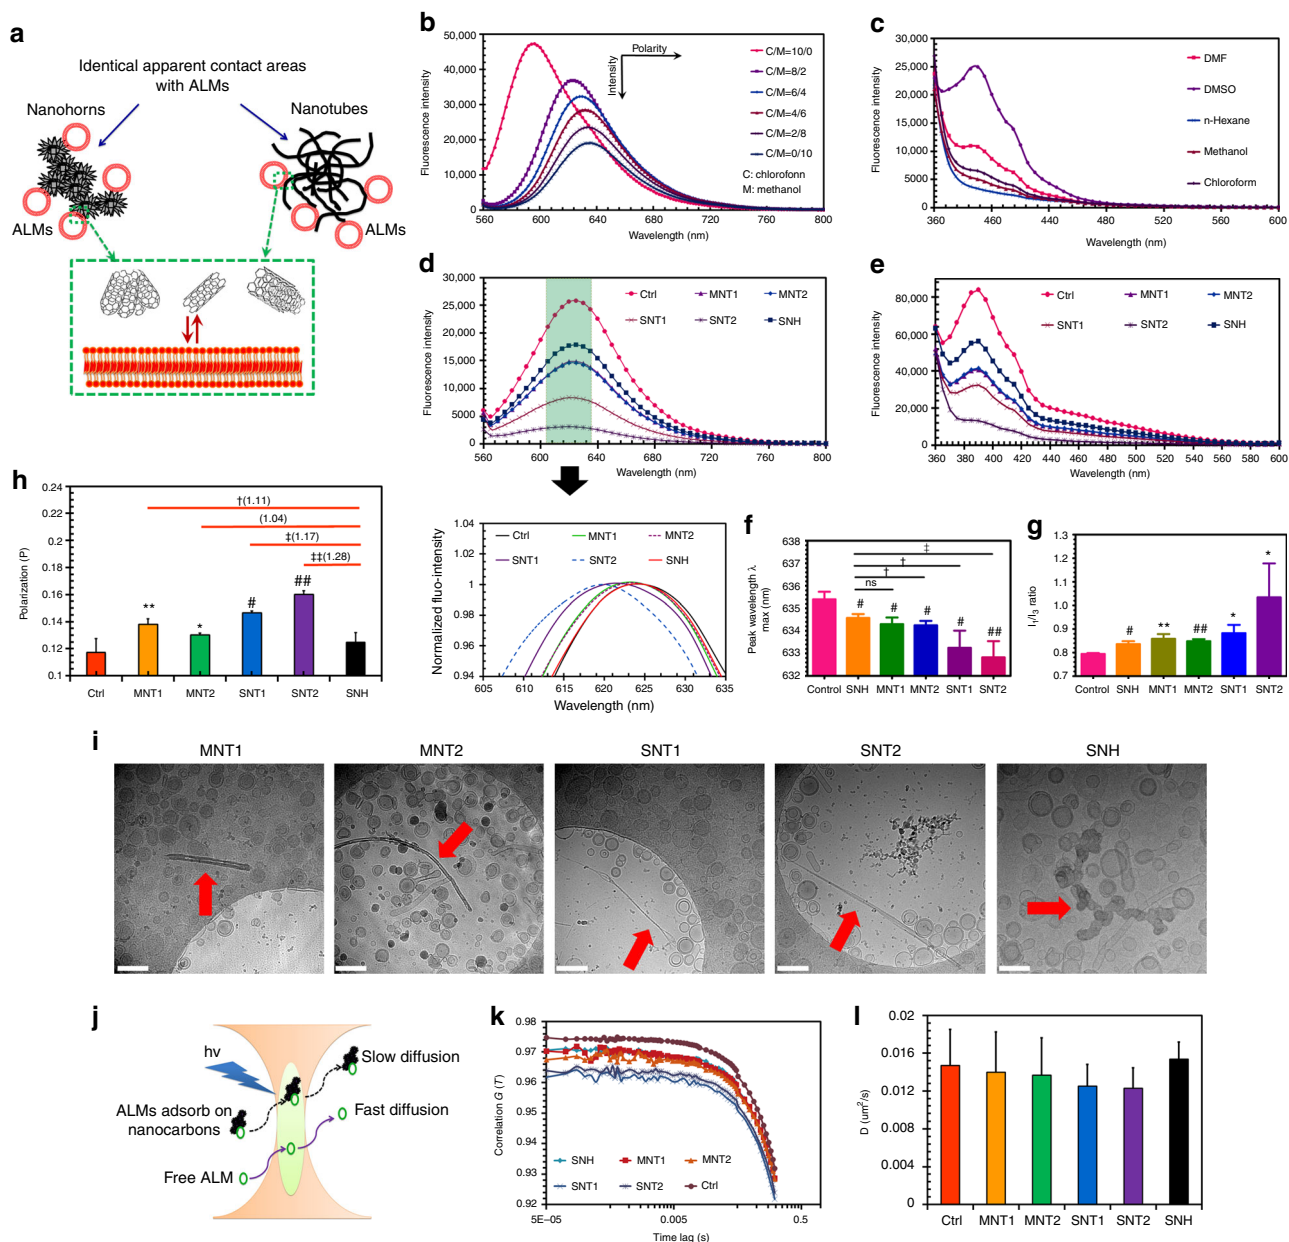 a
Identical apparent contact areas
with ALMs
Nanohorns
Nanotubes
ALMs
ALMs
b
Fluorescence intensity
50,000
40,000
30,000
20,000
10,000
0
560
600
640
680
720
760
800
Wavelength (nm)
Polarity
Intensity
C/M=10/0
C/M=8/2
C/M=6/4
C/M=4/6
C/M=2/8
C/M=0/10
C: chlorofonn
M: methanol
c
Fluorescence intensity
30,000
25,000
20,000
15,000
10,000
5000
0
360
460
440
480
520
560
600
Wavelength (nm)
DMF
DMSO
n-Hexane
Methanol
Chloroform
d
Fluorescence intensity
30,000
25,000
20,000
15,000
10,000
5000
0
560
600
640
680
720
760
800
Wavelength (nm)
Ctrl
MNT1
MNT2
SNT1
SNT2
SNH
Normalized fluo-intensity
1.04
1.02
1
0.98
0.96
0.94
605
610
615
620
625
630
635
Wavelength (nm)
Ctrl
MNT1
MNT2
SNT1
SNT2
SNH
e
Fluorescence intensity
80,000
60,000
40,000
20,000
0
360 380 400 420 440 460 480 500 520 540 560 580 600
Wavelength (nm)
Ctrl
MNT1
MNT2
SNT1
SNT2
SNH
f
Peak wavelength λ
max (nm)
638
636
635
634
633
632
ns
†
†
‡
#
#
#
#
##
Control
SNH
MNT1
MNT2
SNT1
SNT2
g
I1/I3 ratio
1.3
1.2
1.1
1
0.9
0.8
0.7
#
**
##
*
*
Control
SNH
MNT1
MNT2
SNT1
SNT2
h
Polarization (P)
0.24
0.22
0.2
0.18
0.16
0.14
0.12
0.1
†(1.11)
(1.04)
‡(1.17)
‡‡(1.28)
**
*
#
##
Ctrl
MNT1
MNT2
SNT1
SNT2
SNH
i
MNT1
MNT2
SNT1
SNT2
SNH
j
hv
Slow diffusion
ALMs adsorb on
nanocarbons
Fast diffusion
Free ALM
k
Correlation G (T)
0.98
0.97
0.96
0.95
0.94
0.93
0.92
5E–05
0.005
0.5
Time lag (s)
SNH
MNT1
MNT2
SNT1
SNT2
Ctrl
l
D (um²/s)
0.02
0.016
0.012
0.008
0.004
0
Ctrl
MNT1
MNT2
SNT1
SNT2
SNH